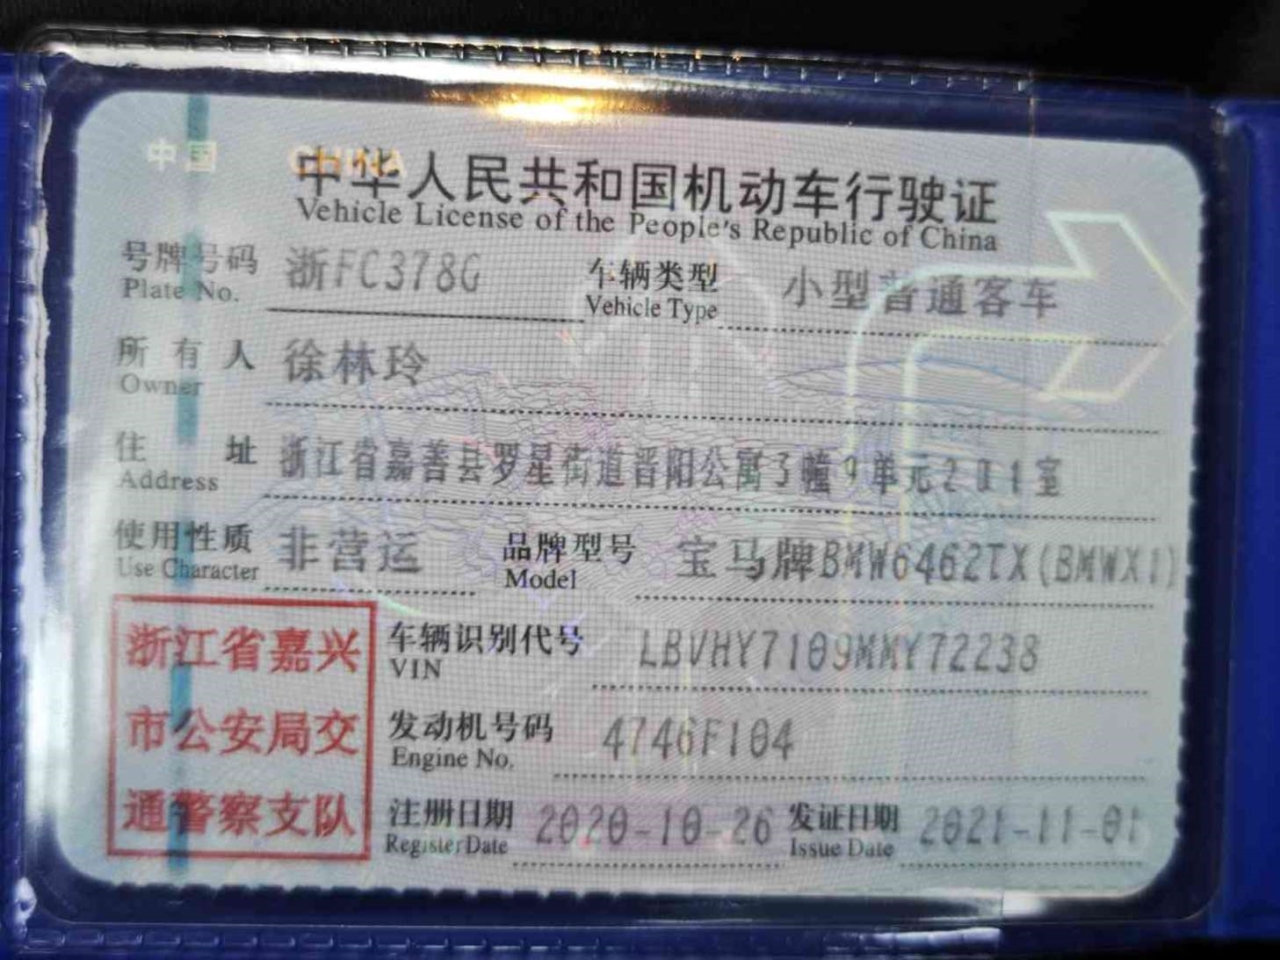 中国 CHINA
中华人民共和国机动车行驶证
Vehicle License of the People's Republic of China
号牌号码 浙FC378G 车辆类型 小型普通客车
Plate No. Vehicle Type
所有人 徐林玲
Owner
住址 浙江省嘉善县罗星街道晋阳公寓3幢9单元201室
Address
使用性质 非营运 品牌型号 宝马牌BMW6462TX(BMWX1)
Use Character Model
浙江省嘉兴
市公安局交
通警察支队
车辆识别代号 LBVHY7109MMY72238
VIN
发动机号码 4746F104
Engine No.
注册日期 2020-10-26 发证日期 2021-11-01
Register Date Issue Date